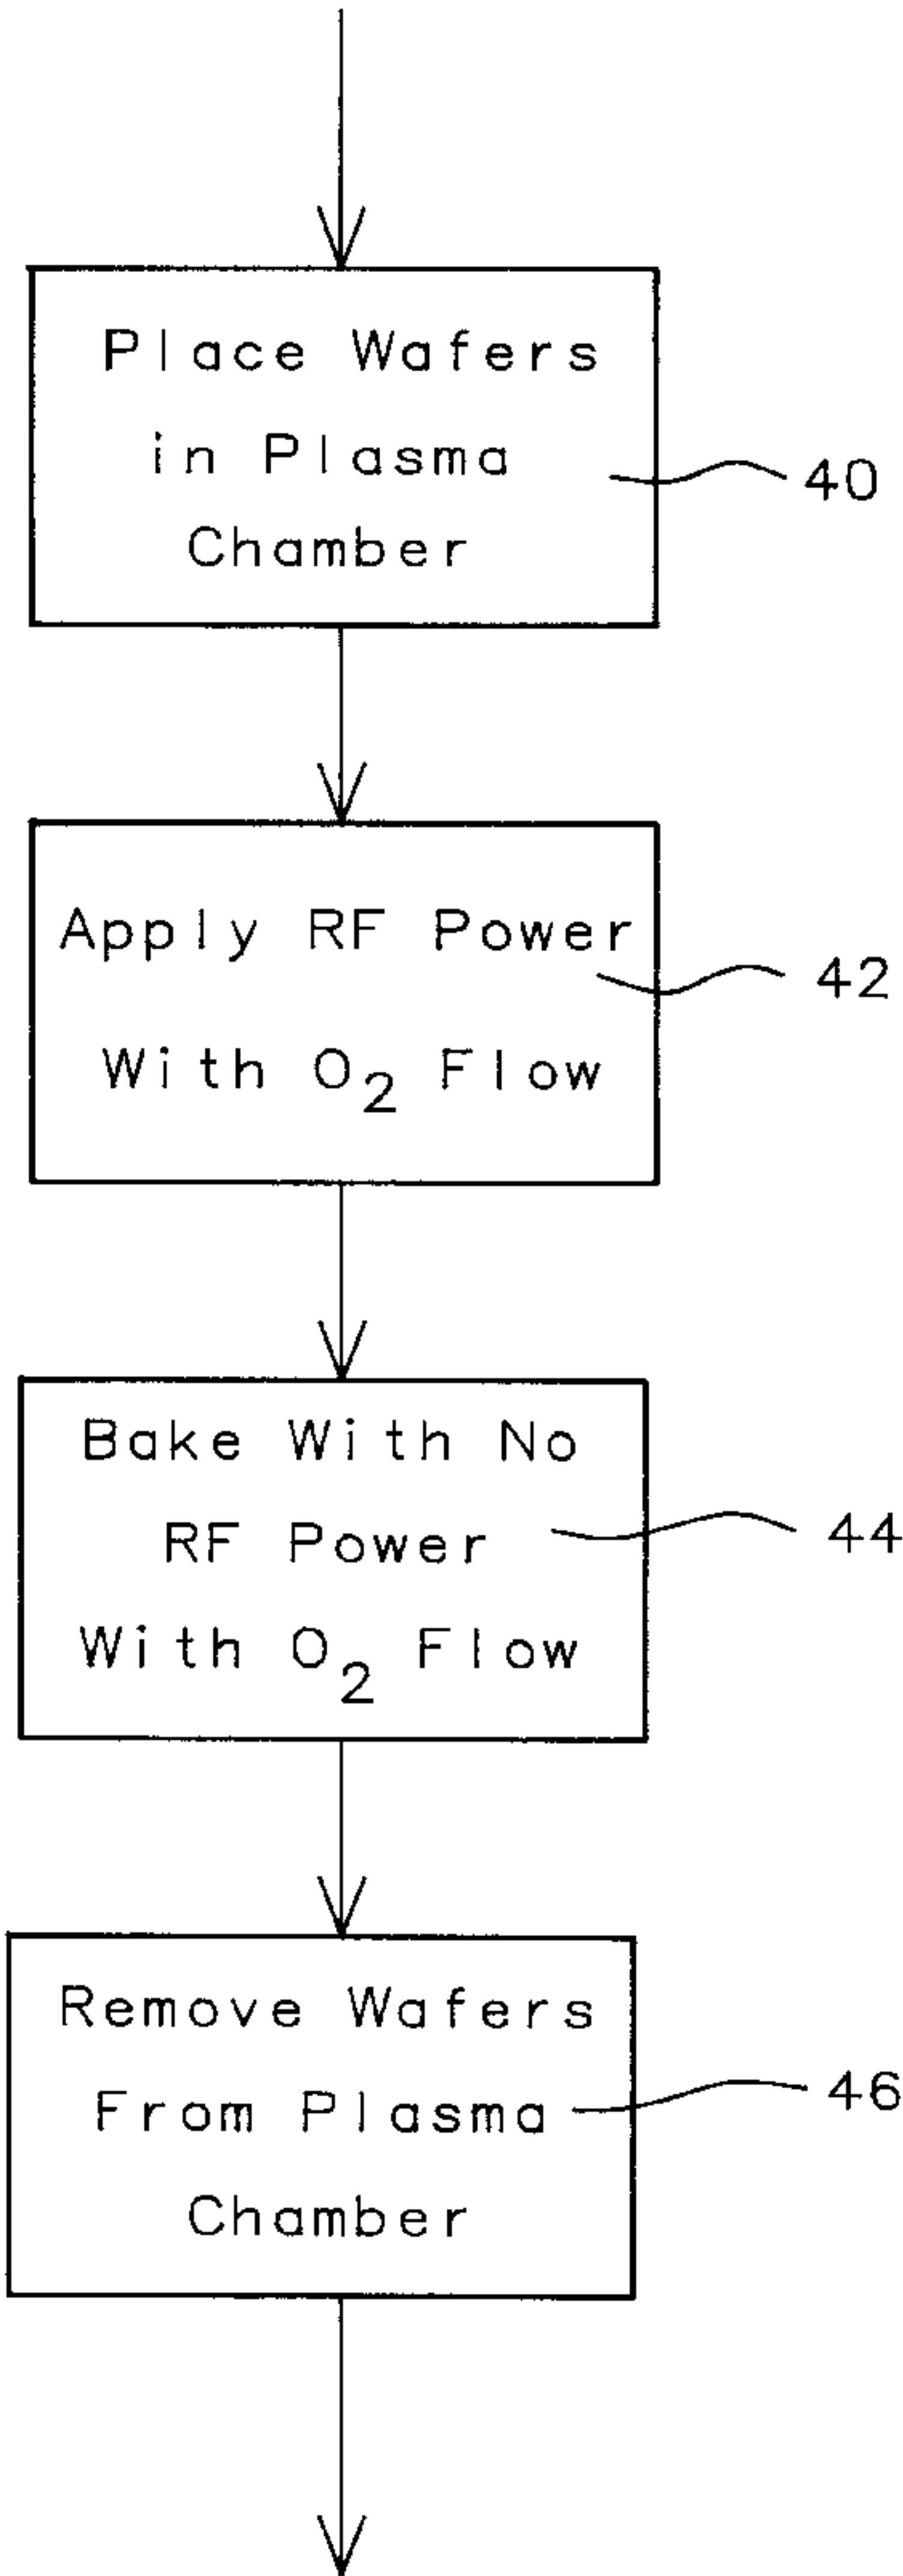 Place Wafers
in Plasma
Chamber
40
Apply RF Power
With O₂ Flow
42
Bake With No
RF Power
With O₂ Flow
44
Remove Wafers
From Plasma
Chamber
46